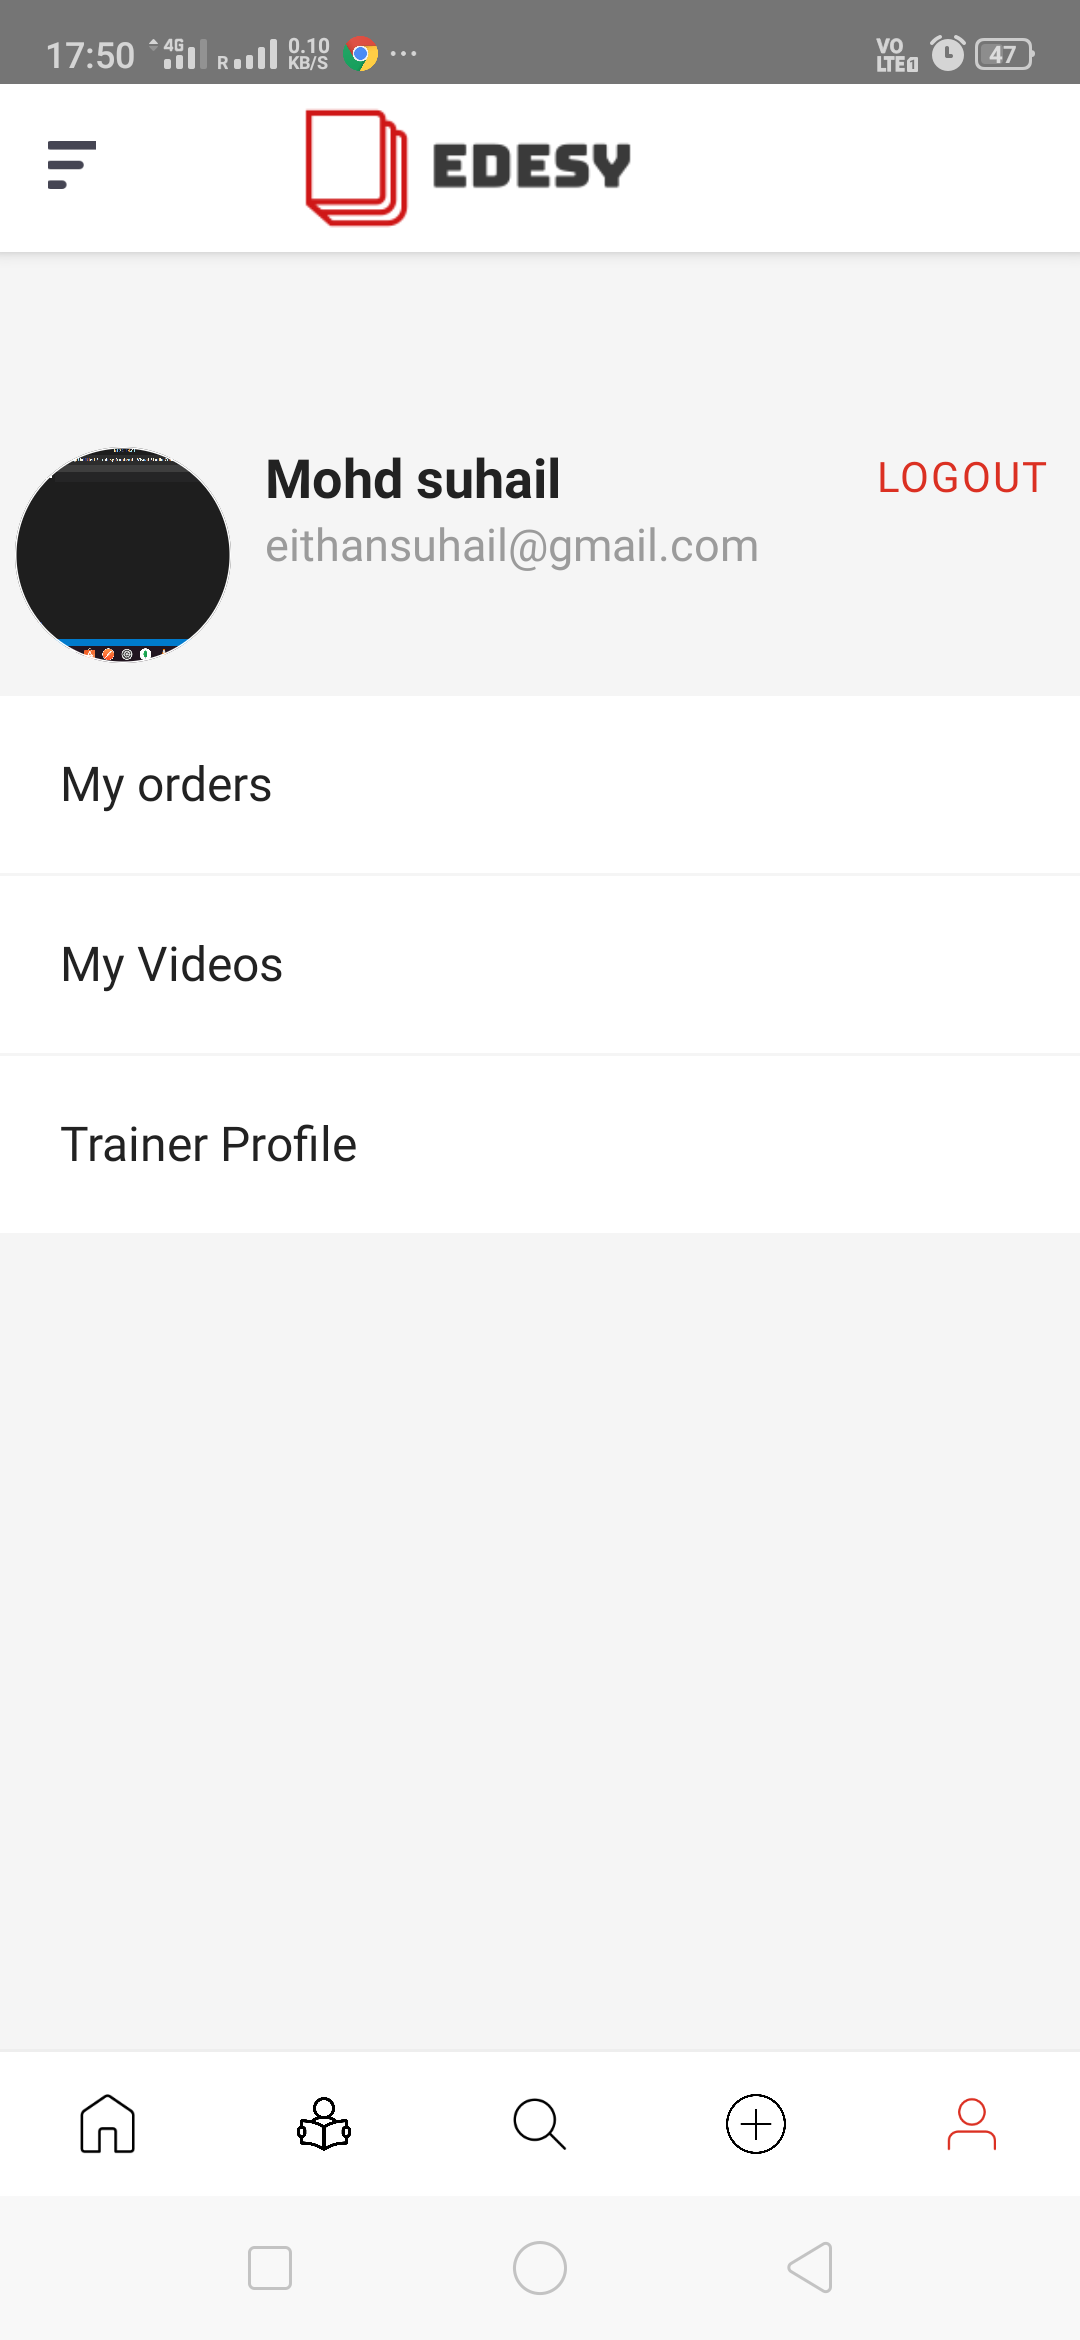 17:50 4G R 0.10 KB/S VO LTE 1 47
EDESY
Mohd suhail
LOGOUT
eithansuhail@gmail.com
My orders
My Videos
Trainer Profile